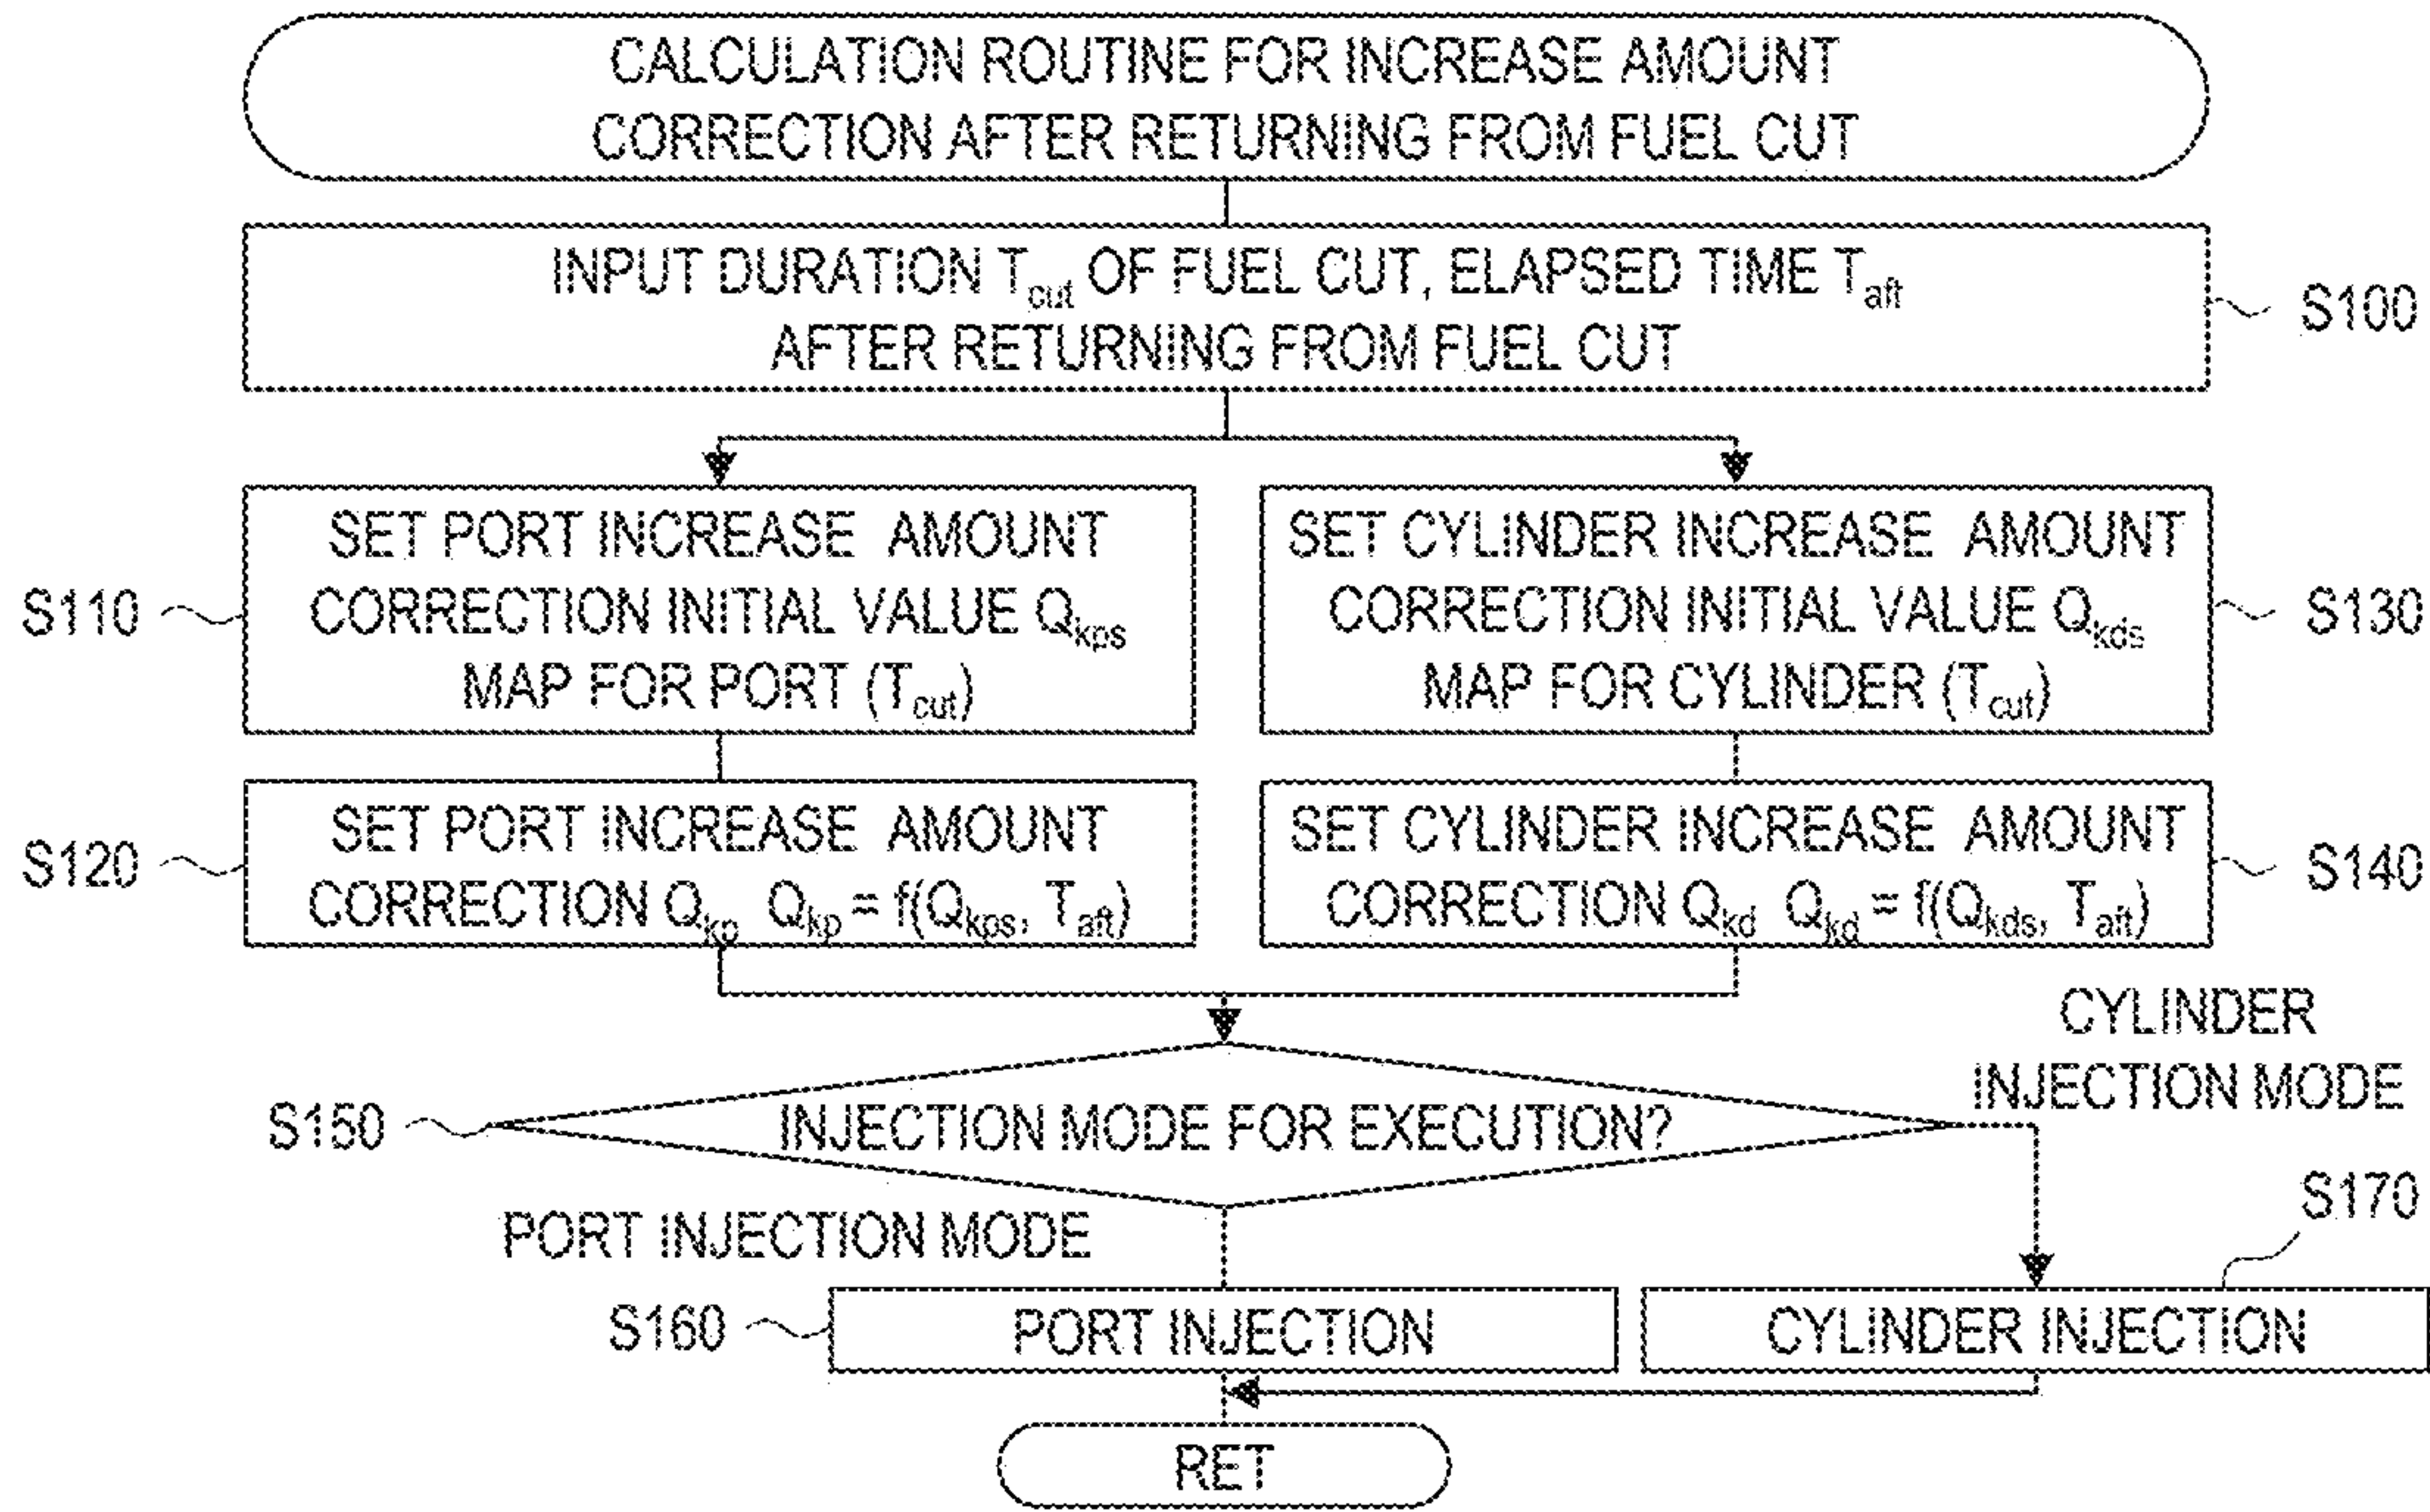 CALCULATION ROUTINE FOR INCREASE AMOUNT
CORRECTION AFTER RETURNING FROM FUEL CUT
INPUT DURATION Tcut OF FUEL CUT, ELAPSED TIME Taft
AFTER RETURNING FROM FUEL CUT
S100
SET PORT INCREASE AMOUNT
CORRECTION INITIAL VALUE Qkps
MAP FOR PORT (Tcut)
S110
SET CYLINDER INCREASE AMOUNT
CORRECTION INITIAL VALUE Qkds
MAP FOR CYLINDER (Tcut)
S130
SET PORT INCREASE AMOUNT
CORRECTION Qkp Qkp = f(Qkps, Taft)
S120
SET CYLINDER INCREASE AMOUNT
CORRECTION Qkd Qkd = f(Qkds, Taft)
S140
CYLINDER
INJECTION MODE
S150
INJECTION MODE FOR EXECUTION?
S170
PORT INJECTION MODE
S160
PORT INJECTION
CYLINDER INJECTION
RET